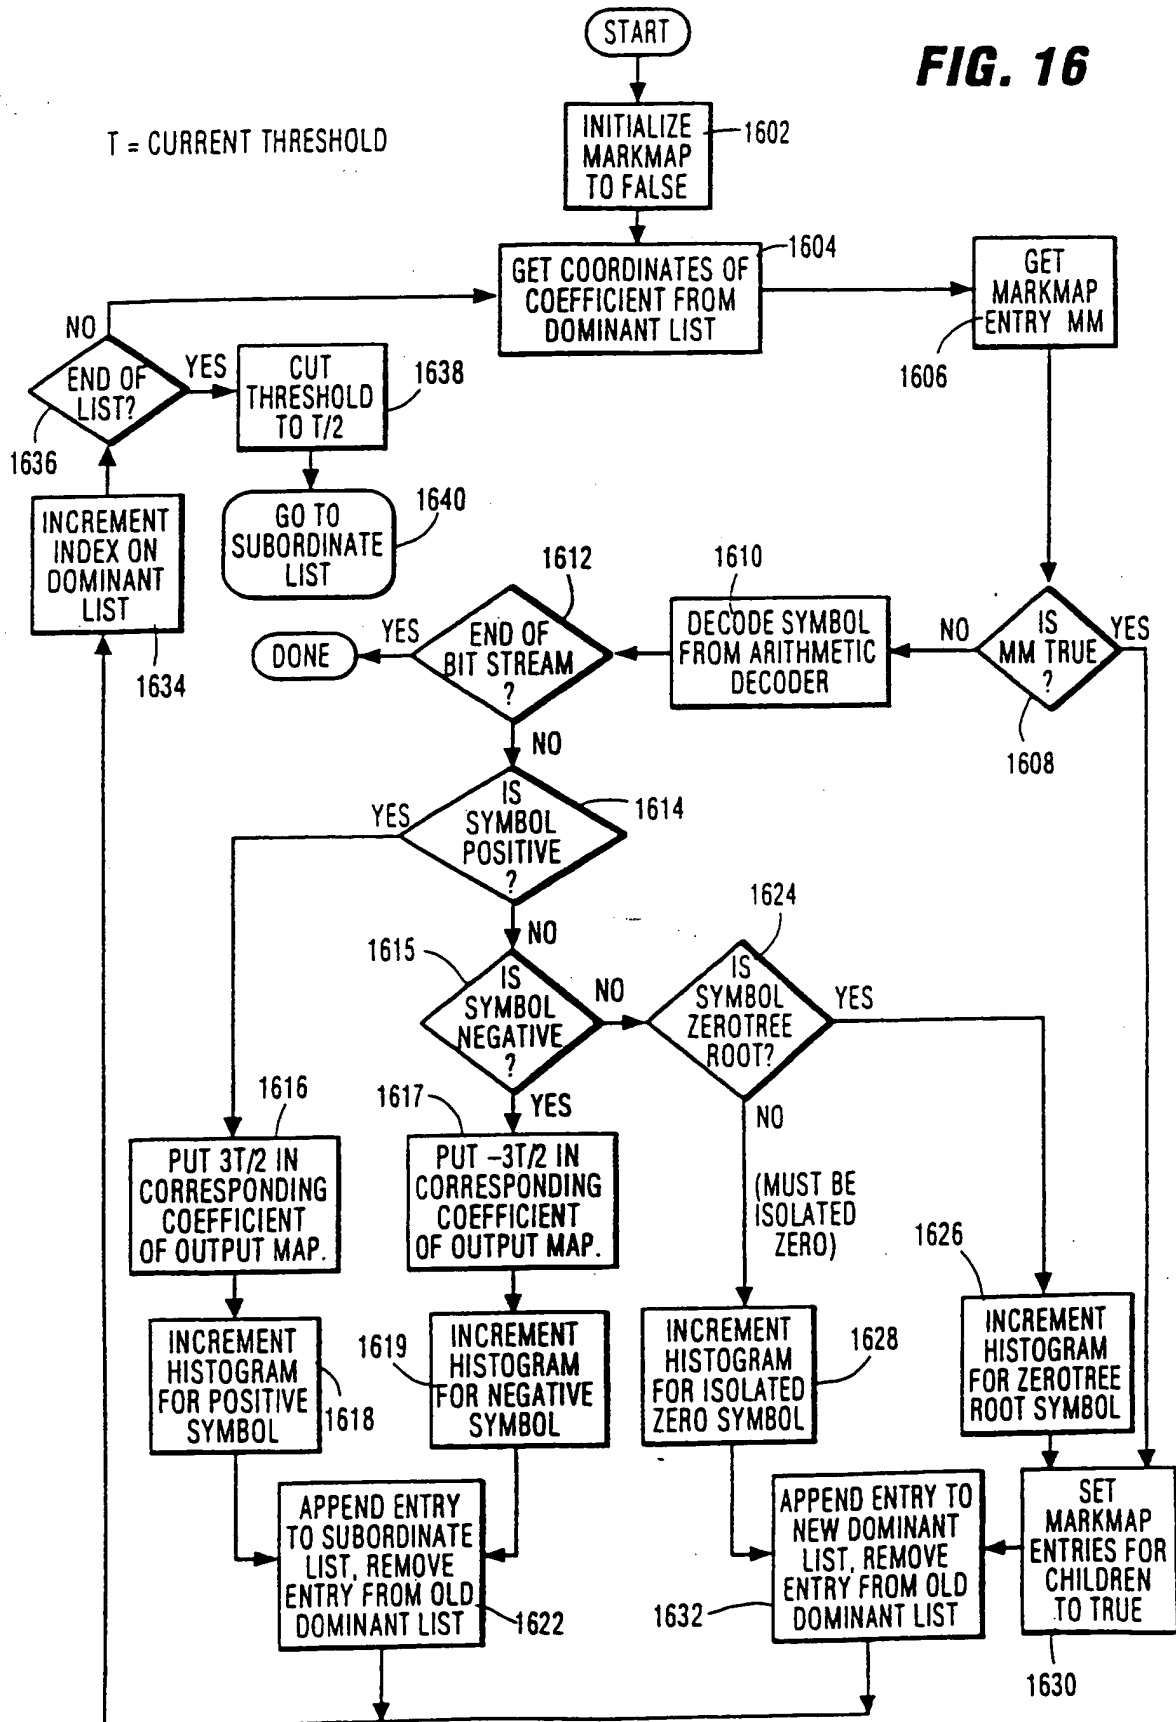 START
FIG. 16
T = CURRENT THRESHOLD
INITIALIZE
MARKMAP
TO FALSE
1602
GET COORDINATES OF
COEFFICIENT FROM
DOMINANT LIST
1604
GET
MARKMAP
ENTRY MM
1606
NO
END OF
LIST?
YES
1636
CUT
THRESHOLD
TO T/2
1638
GO TO
SUBORDINATE
LIST
1640
INCREMENT
INDEX ON
DOMINANT
LIST
1634
IS
MM TRUE
?
NO
YES
1608
1610
DECODE SYMBOL
FROM ARITHMETIC
DECODER
1612
END OF
BIT STREAM
?
YES
DONE
NO
IS
SYMBOL
POSITIVE
?
1614
YES
NO
1615
IS
SYMBOL
NEGATIVE
?
NO
YES
1624
IS
SYMBOL
ZEROTREE
ROOT?
YES
NO
(MUST BE
ISOLATED
ZERO)
1616
PUT 3T/2 IN
CORRESPONDING
COEFFICIENT
OF OUTPUT MAP.
1617
PUT –3T/2 IN
CORRESPONDING
COEFFICIENT
OF OUTPUT MAP.
INCREMENT
HISTOGRAM
FOR POSITIVE
SYMBOL
1618
INCREMENT
HISTOGRAM
FOR NEGATIVE
SYMBOL
1619
INCREMENT
HISTOGRAM
FOR ISOLATED
ZERO SYMBOL
1628
1626
INCREMENT
HISTOGRAM
FOR ZEROTREE
ROOT SYMBOL
APPEND ENTRY
TO SUBORDINATE
LIST, REMOVE
ENTRY FROM OLD
DOMINANT LIST
1622
APPEND ENTRY TO
NEW DOMINANT
LIST, REMOVE
ENTRY FROM OLD
DOMINANT LIST
1632
SET
MARKMAP
ENTRIES FOR
CHILDREN
TO TRUE
1630